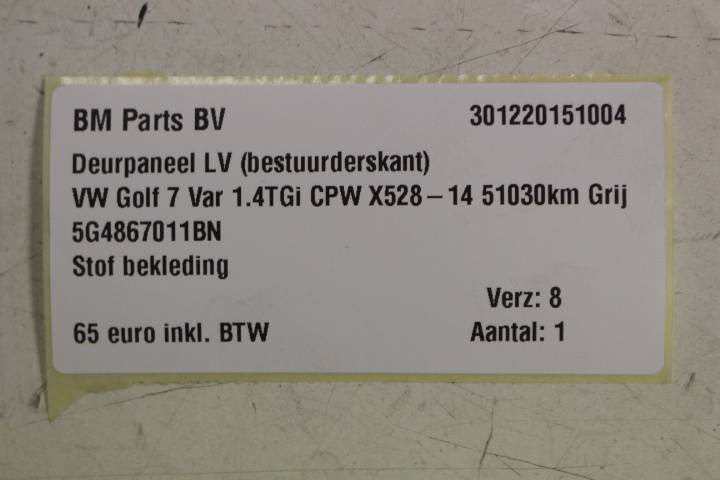 BM Parts BV 301220151004
Deurpaneel LV (bestuurderskant)
VW Golf 7 Var 1.4TGi CPW X528-14 51030km Grij
5G4867011BN
Stof bekleding
Verz: 8
65 euro inkl. BTW Aantal: 1